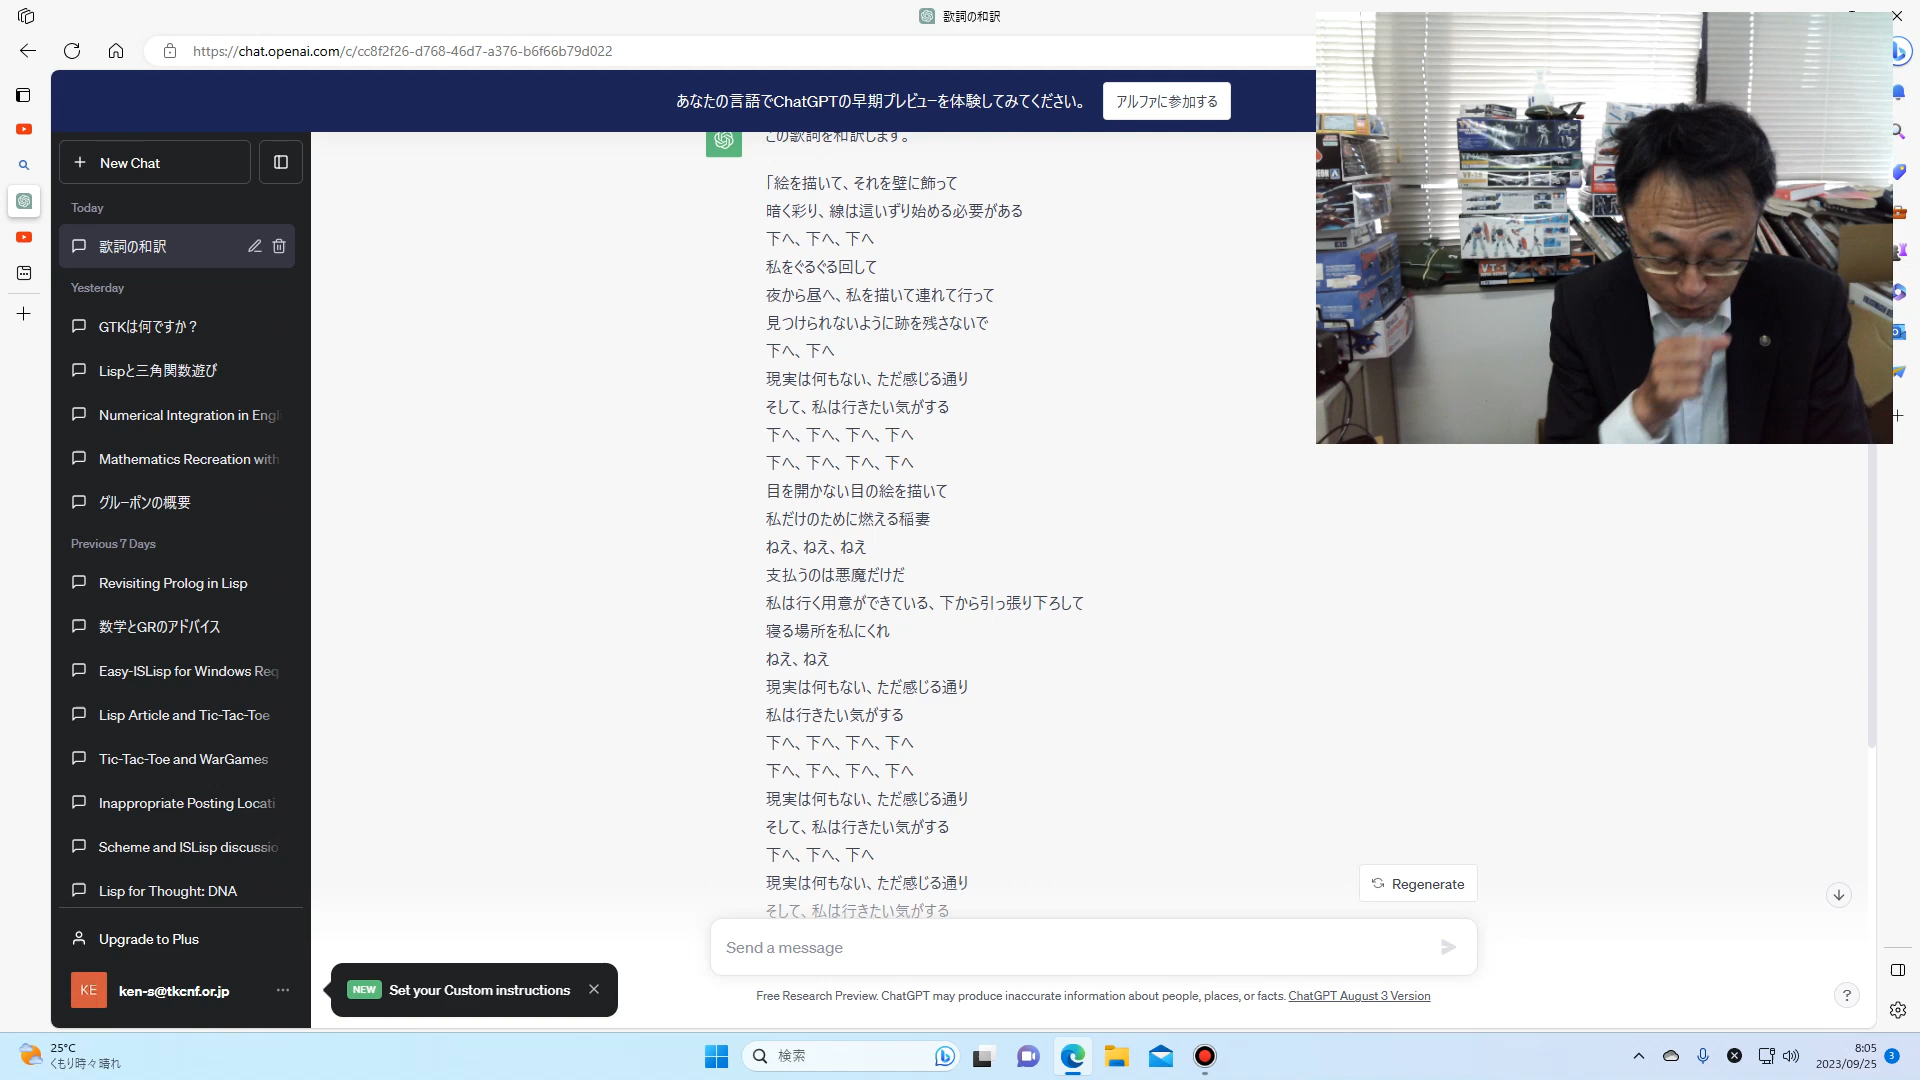 歌詞の和訳
https://chat.openai.com/c/cc8f2f26-d768-46d7-a376-b6f66b79d022
あなたの言語でChatGPTの早期プレビューを体験してみてください。
アルファに参加する
New Chat
Today
歌詞の和訳
Yesterday
GTKは何ですか？
Lispと三角関数遊び
Numerical Integration in Engl
Mathematics Recreation with
グルーポンの概要
Previous 7 Days
Revisiting Prolog in Lisp
数学とGRのアドバイス
Easy-ISLisp for Windows Req
Lisp Article and Tic-Tac-Toe
Tic-Tac-Toe and WarGames
Inappropriate Posting Locati
Scheme and ISLisp discussio
Lisp for Thought: DNA
Upgrade to Plus
KE
ken-s@tkcnf.or.jp
この歌詞を和訳します。
「絵を描いて、それを壁に飾って
暗く彩り、線は這いずり始める必要がある
下へ、下へ、下へ
私をぐるぐる回して
夜から昼へ、私を描いて連れて行って
見つけられないように跡を残さないで
下へ、下へ
現実は何もない、ただ感じる通り
そして、私は行きたい気がする
下へ、下へ、下へ、下へ
下へ、下へ、下へ、下へ
目を開かない目の絵を描いて
私だけのために燃える稲妻
ねえ、ねえ、ねえ
支払うのは悪魔だけだ
私は行く用意ができている、下から引っ張り下ろして
寝る場所を私にくれ
ねえ、ねえ
現実は何もない、ただ感じる通り
私は行きたい気がする
下へ、下へ、下へ、下へ
下へ、下へ、下へ、下へ
現実は何もない、ただ感じる通り
そして、私は行きたい気がする
下へ、下へ、下へ
現実は何もない、ただ感じる通り
そして、私は行きたい気がする
Regenerate
Send a message
NEW Set your Custom instructions
Free Research Preview. ChatGPT may produce inaccurate information about people, places, or facts. ChatGPT August 3 Version
?
VT-1
25°C
くもり時々晴れ
検索
8:05
2023/09/25
3